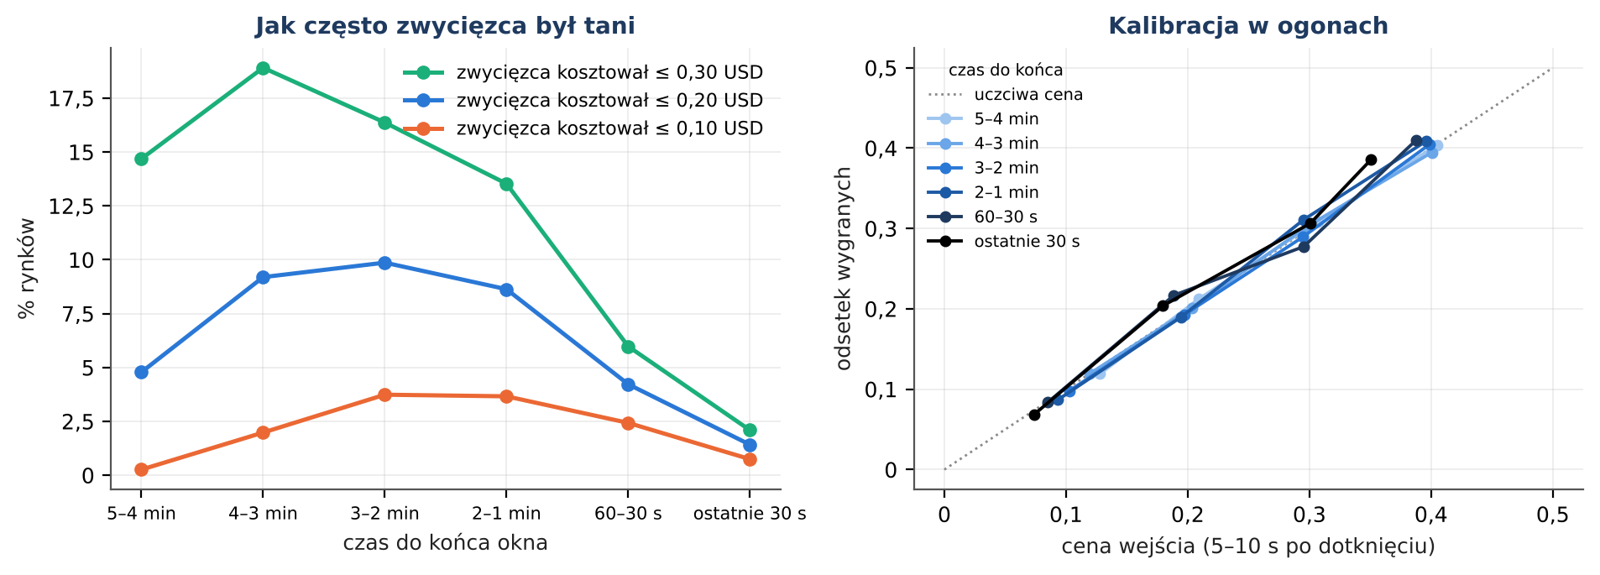 Jak często zwycięzca był tani
zwycięzca kosztował ≤ 0,30 USD
zwycięzca kosztował ≤ 0,20 USD
zwycięzca kosztował ≤ 0,10 USD
% rynków
17,5
15
12,5
10
7,5
5
2,5
0
5–4 min
4–3 min
3–2 min
2–1 min
60–30 s
ostatnie 30 s
czas do końca okna
Kalibracja w ogonach
czas do końca
uczciwa cena
5–4 min
4–3 min
3–2 min
2–1 min
60–30 s
ostatnie 30 s
odsetek wygranych
0,5
0,4
0,3
0,2
0,1
0
0
0,1
0,2
0,3
0,4
0,5
cena wejścia (5–10 s po dotknięciu)